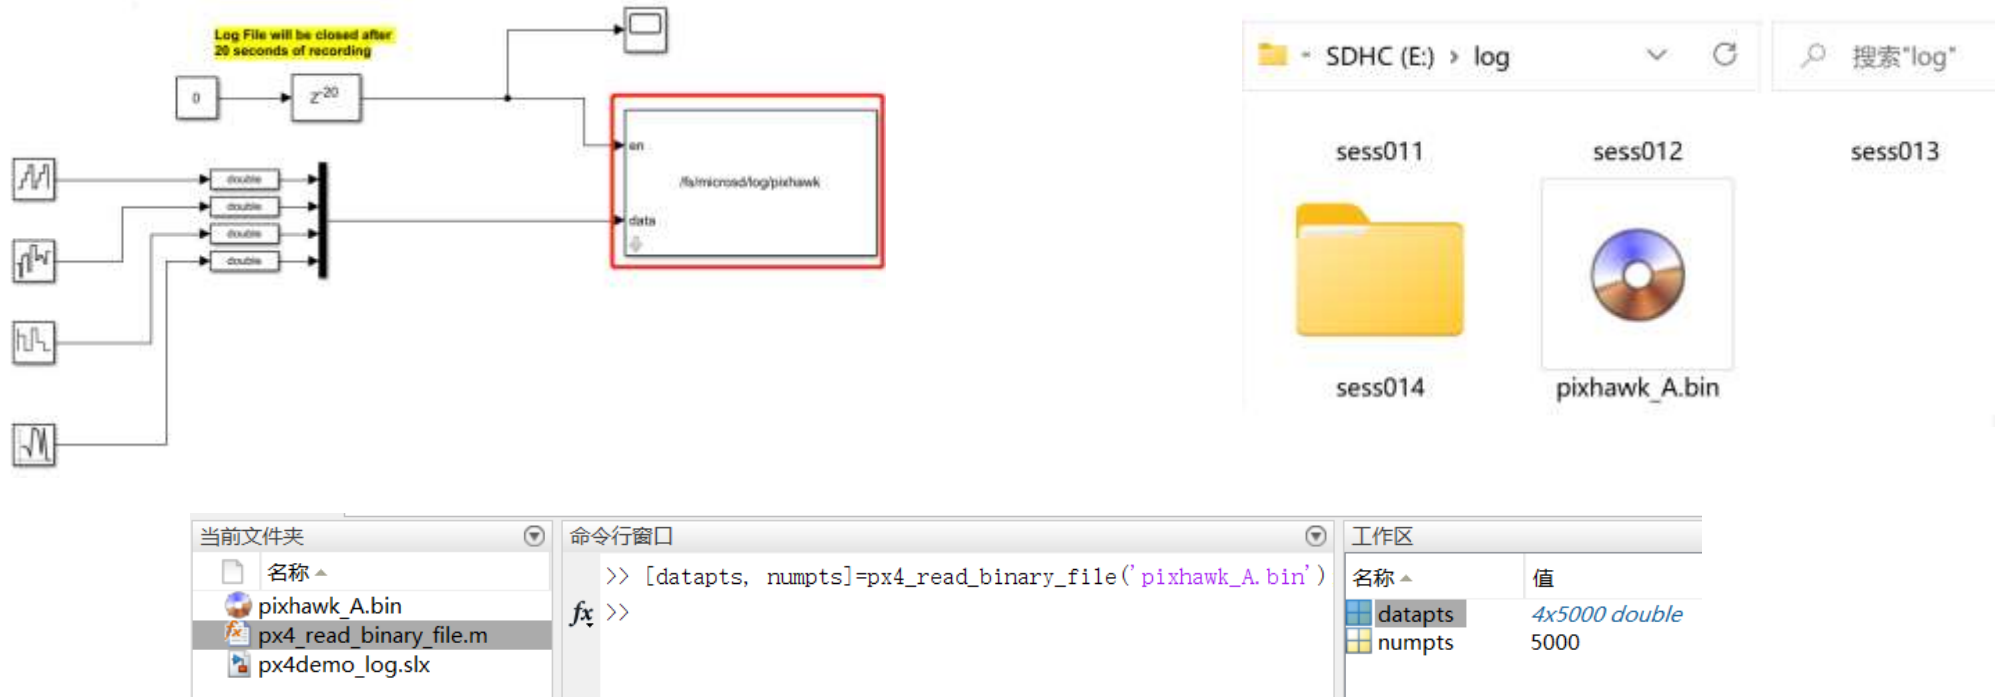 Log File will be closed after
20 seconds of recording
0
Z-20
en
/fs/microsd/log/pixhawk
data
double
double
double
double
SDHC (E:) › log
搜索"log"
sess011
sess012
sess013
sess014
pixhawk_A.bin
当前文件夹
名称
pixhawk_A.bin
px4_read_binary_file.m
px4demo_log.slx
命令行窗口
>> [datapts, numpts]=px4_read_binary_file('pixhawk_A.bin')
fx >>
工作区
名称 值
datapts 4x5000 double
numpts 5000